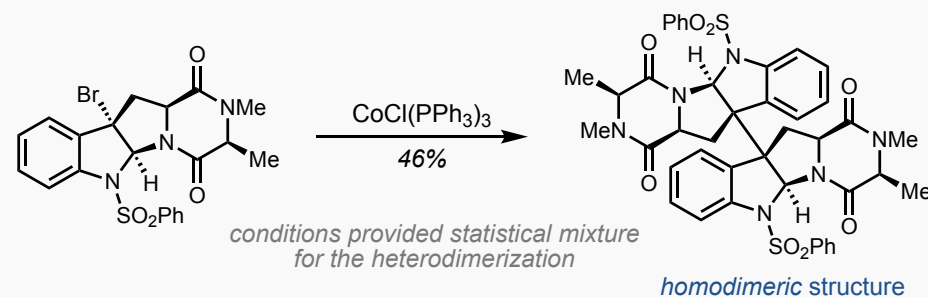 Br
O
NMe
N
Me
N
H
O
SO2Ph
CoCl(PPh3)3
46%
conditions provided statistical mixture
for the heterodimerization
PhO2S
O
H
N
Me
N
MeN
O
O
NMe
N
Me
N
H
O
SO2Ph
homodimeric structure